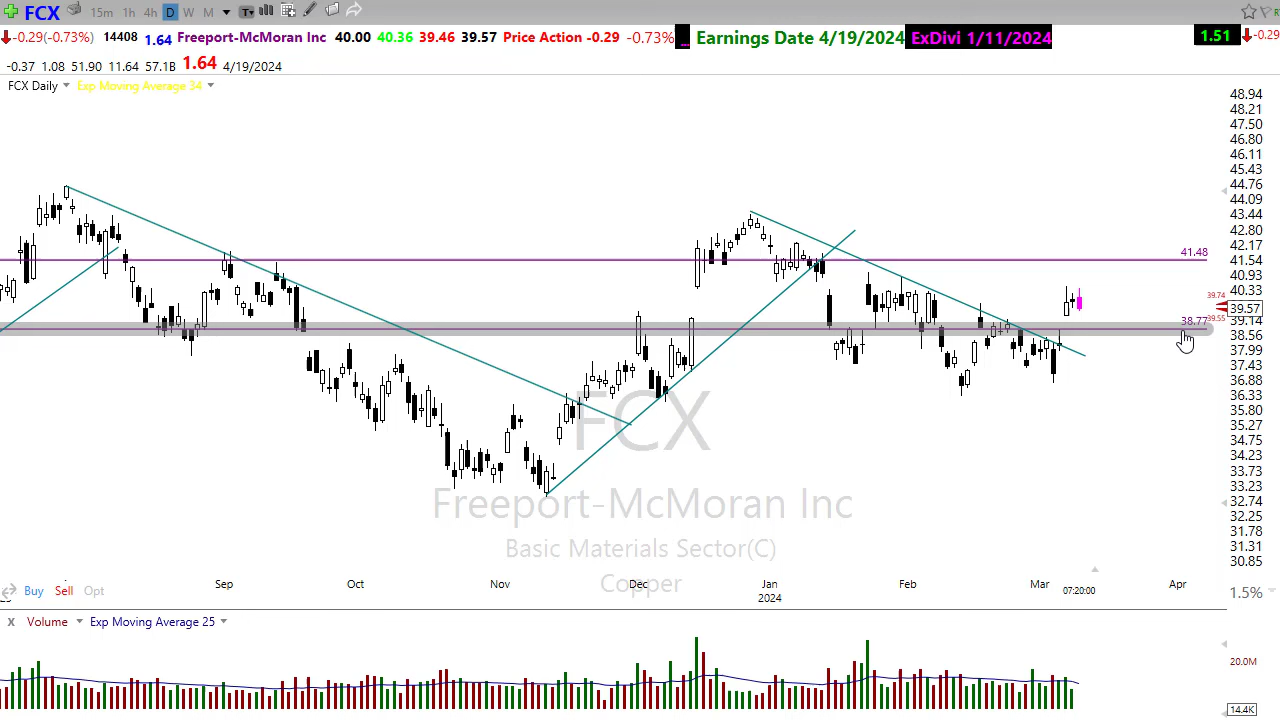 FCX 15m 1h 4h D W M T
-0.29(-0.73%) 14408 1.64 Freeport-McMoran Inc 40.00 40.36 39.46 39.57 Price Action -0.29 -0.73% Earnings Date 4/19/2024 ExDivi 1/11/2024 1.51 -0.29
-0.37 1.08 51.90 11.64 57.1B 1.64 4/19/2024
FCX Daily Exp Moving Average 34
48.94
48.21
47.50
46.80
46.11
45.43
44.76
44.09
43.44
42.80
42.17
41.48
41.54
40.93
40.33
39.74
39.57
39.55
39.14
38.77
38.56
37.99
37.43
36.88
36.33
35.80
35.27
34.75
34.23
33.73
33.23
32.74
32.25
31.78
31.31
30.85
FCX
Freeport-McMoran Inc
Basic Materials Sector(C)
Copper
Sep Oct Nov Dec Jan Feb Mar Apr
2024 07:20:00
Buy Sell Opt 1.5%
X Volume Exp Moving Average 25
20.0M
14.4K